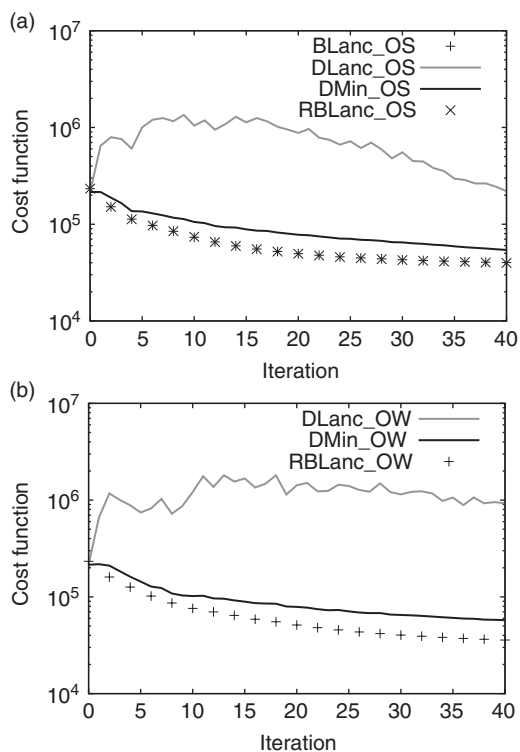 (a)
10^7
BLanc_OS
DLanc_OS
DMin_OS
RBLanc_OS
10^6
Cost function
10^5
10^4
0 5 10 15 20 25 30 35 40
Iteration
(b)
10^7
DLanc_OW
DMin_OW
RBLanc_OW
10^6
Cost function
10^5
10^4
0 5 10 15 20 25 30 35 40
Iteration